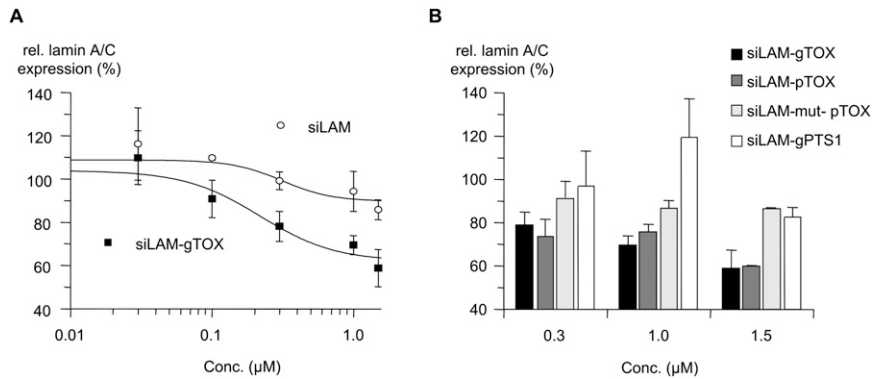 A
rel. lamin A/C
expression (%)
140
120
100
80
60
40
0.01
0.1
1.0
Conc. (µM)
siLAM
siLAM-gTOX
B
rel. lamin A/C
expression (%)
140
120
100
80
60
40
0.3
1.0
1.5
Conc. (µM)
siLAM-gTOX
siLAM-pTOX
siLAM-mut- pTOX
siLAM-gPTS1